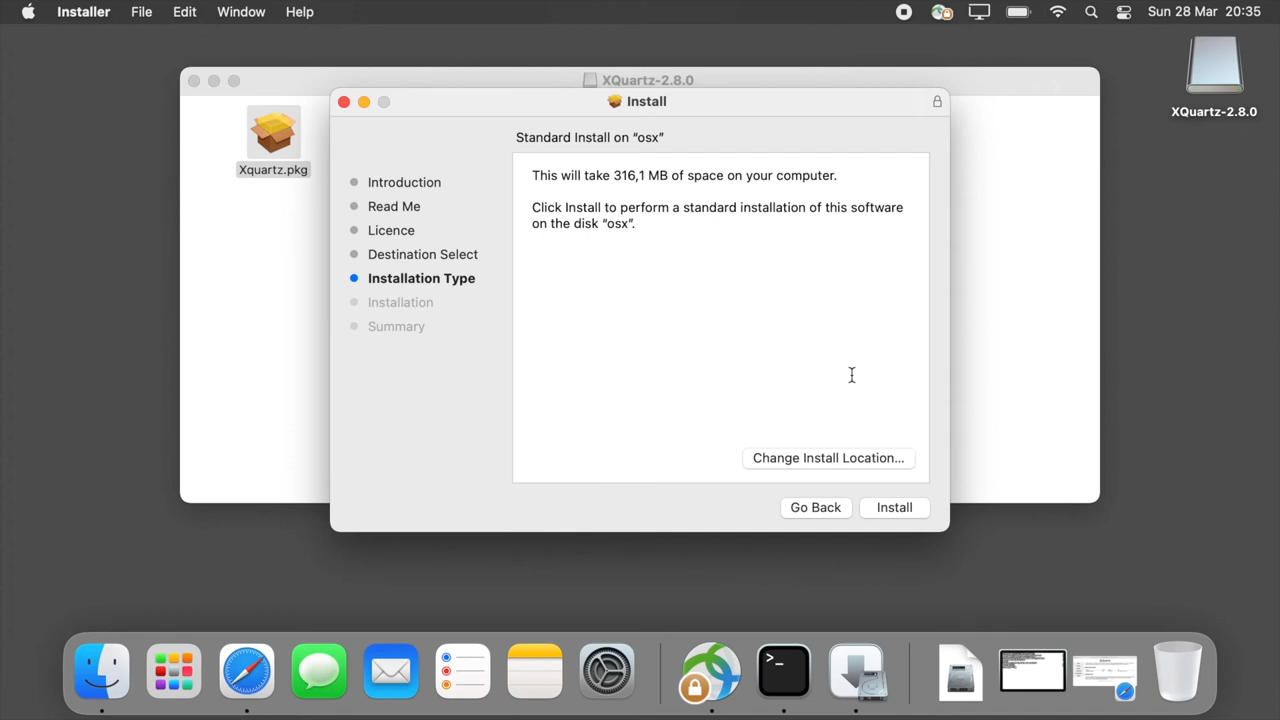 Installer File Edit Window Help Sun 28 Mar 20:35
XQuartz-2.8.0
Install
XQuartz-2.8.0
Xquartz.pkg
Standard Install on “osx”
Introduction
Read Me
Licence
Destination Select
Installation Type
Installation
Summary
This will take 316,1 MB of space on your computer.
Click Install to perform a standard installation of this software
on the disk “osx”.
Change Install Location...
Go Back Install
>_